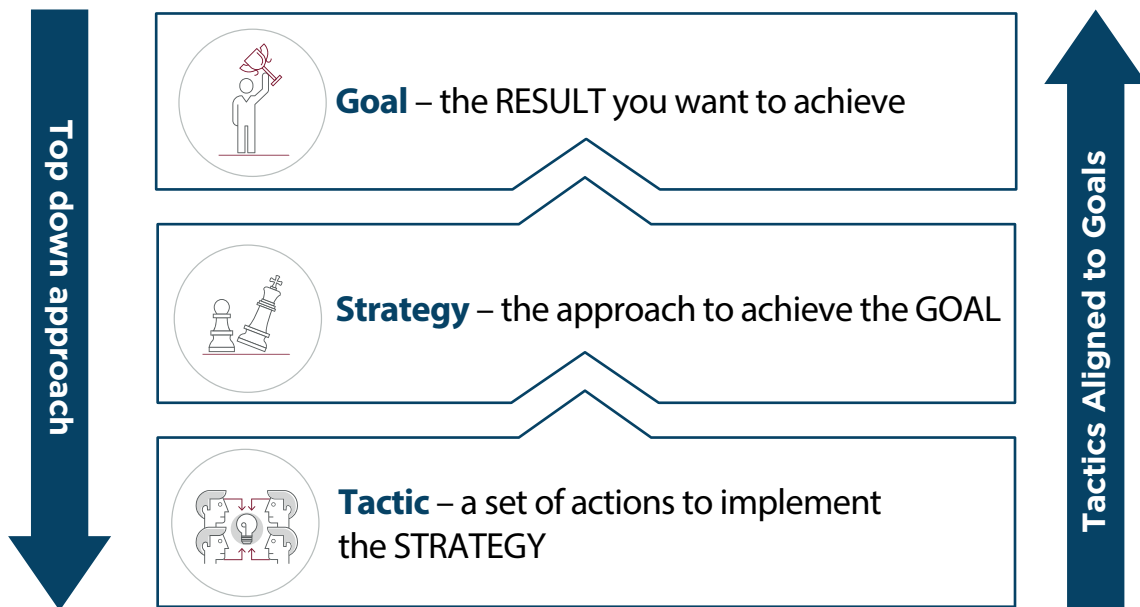 Top down approach
Goal – the RESULT you want to achieve
Strategy – the approach to achieve the GOAL
Tactic – a set of actions to implement
the STRATEGY
Tactics Aligned to Goals